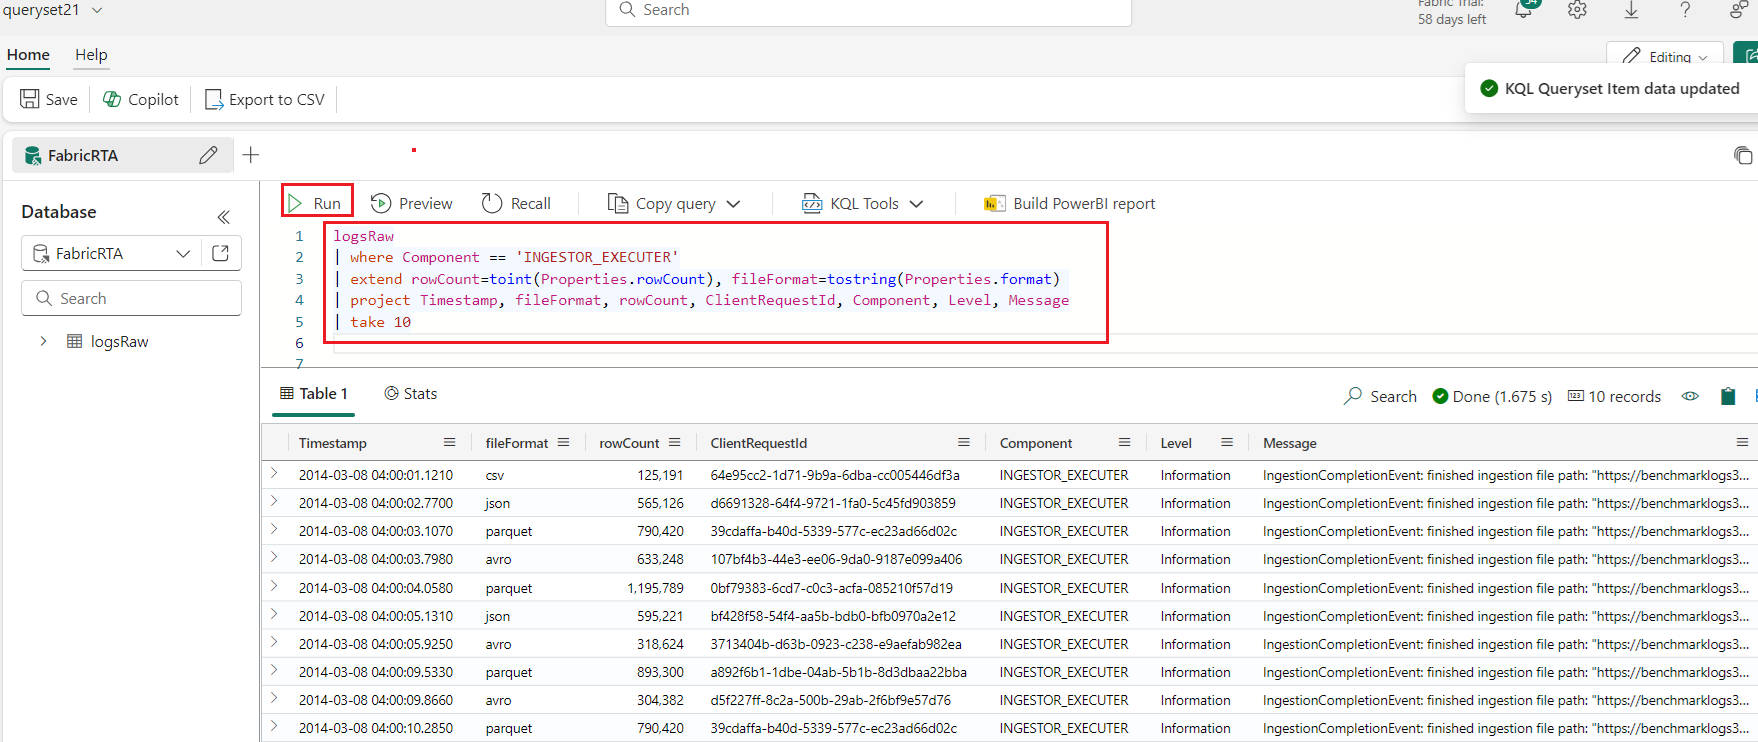 queryset21
Search
Fabric Trial:
58 days left
Home Help
Editing
Save Copilot Export to CSV
KQL Queryset Item data updated
FabricRTA
Database
Run Preview Recall Copy query KQL Tools Build PowerBI report
FabricRTA
Search
logsRaw
1 logsRaw
2 | where Component == 'INGESTOR_EXECUTER'
3 | extend rowCount=toint(Properties.rowCount), fileFormat=tostring(Properties.format)
4 | project Timestamp, fileFormat, rowCount, ClientRequestId, Component, Level, Message
5 | take 10
6
7
Table 1 Stats Search Done (1.675 s) 10 records
Timestamp fileFormat rowCount ClientRequestId Component Level Message
2014-03-08 04:00:01.1210 csv 125,191 64e95cc2-1d71-9b9a-6dba-cc005446df3a INGESTOR_EXECUTER Information IngestionCompletionEvent: finished ingestion file path: "https://benchmarklogs3...
2014-03-08 04:00:02.7700 json 565,126 d6691328-64f4-9721-1fa0-5c45fd903859 INGESTOR_EXECUTER Information IngestionCompletionEvent: finished ingestion file path: "https://benchmarklogs3...
2014-03-08 04:00:03.1070 parquet 790,420 39cdaffa-b40d-5339-577c-ec23ad66d02c INGESTOR_EXECUTER Information IngestionCompletionEvent: finished ingestion file path: "https://benchmarklogs3...
2014-03-08 04:00:03.7980 avro 633,248 107bf4b3-44e3-ee06-9da0-9187e099a406 INGESTOR_EXECUTER Information IngestionCompletionEvent: finished ingestion file path: "https://benchmarklogs3...
2014-03-08 04:00:04.0580 parquet 1,195,789 0bf79383-6cd7-c0c3-acfa-085210f57d19 INGESTOR_EXECUTER Information IngestionCompletionEvent: finished ingestion file path: "https://benchmarklogs3...
2014-03-08 04:00:05.1310 json 595,221 bf428f58-54f4-aa5b-bdb0-bfb0970a2e12 INGESTOR_EXECUTER Information IngestionCompletionEvent: finished ingestion file path: "https://benchmarklogs3...
2014-03-08 04:00:05.9250 avro 318,624 3713404b-d63b-0923-c238-e9aefab982ea INGESTOR_EXECUTER Information IngestionCompletionEvent: finished ingestion file path: "https://benchmarklogs3...
2014-03-08 04:00:09.5330 parquet 893,300 a892f6b1-1dbe-04ab-5b1b-8d3dbaa22bba INGESTOR_EXECUTER Information IngestionCompletionEvent: finished ingestion file path: "https://benchmarklogs3...
2014-03-08 04:00:09.8660 avro 304,382 d5f227ff-8c2a-500b-29ab-2f6bf9e57d76 INGESTOR_EXECUTER Information IngestionCompletionEvent: finished ingestion file path: "https://benchmarklogs3...
2014-03-08 04:00:10.2850 parquet 790,420 39cdaffa-b40d-5339-577c-ec23ad66d02c INGESTOR_EXECUTER Information IngestionCompletionEvent: finished ingestion file path: "https://benchmarklogs3...